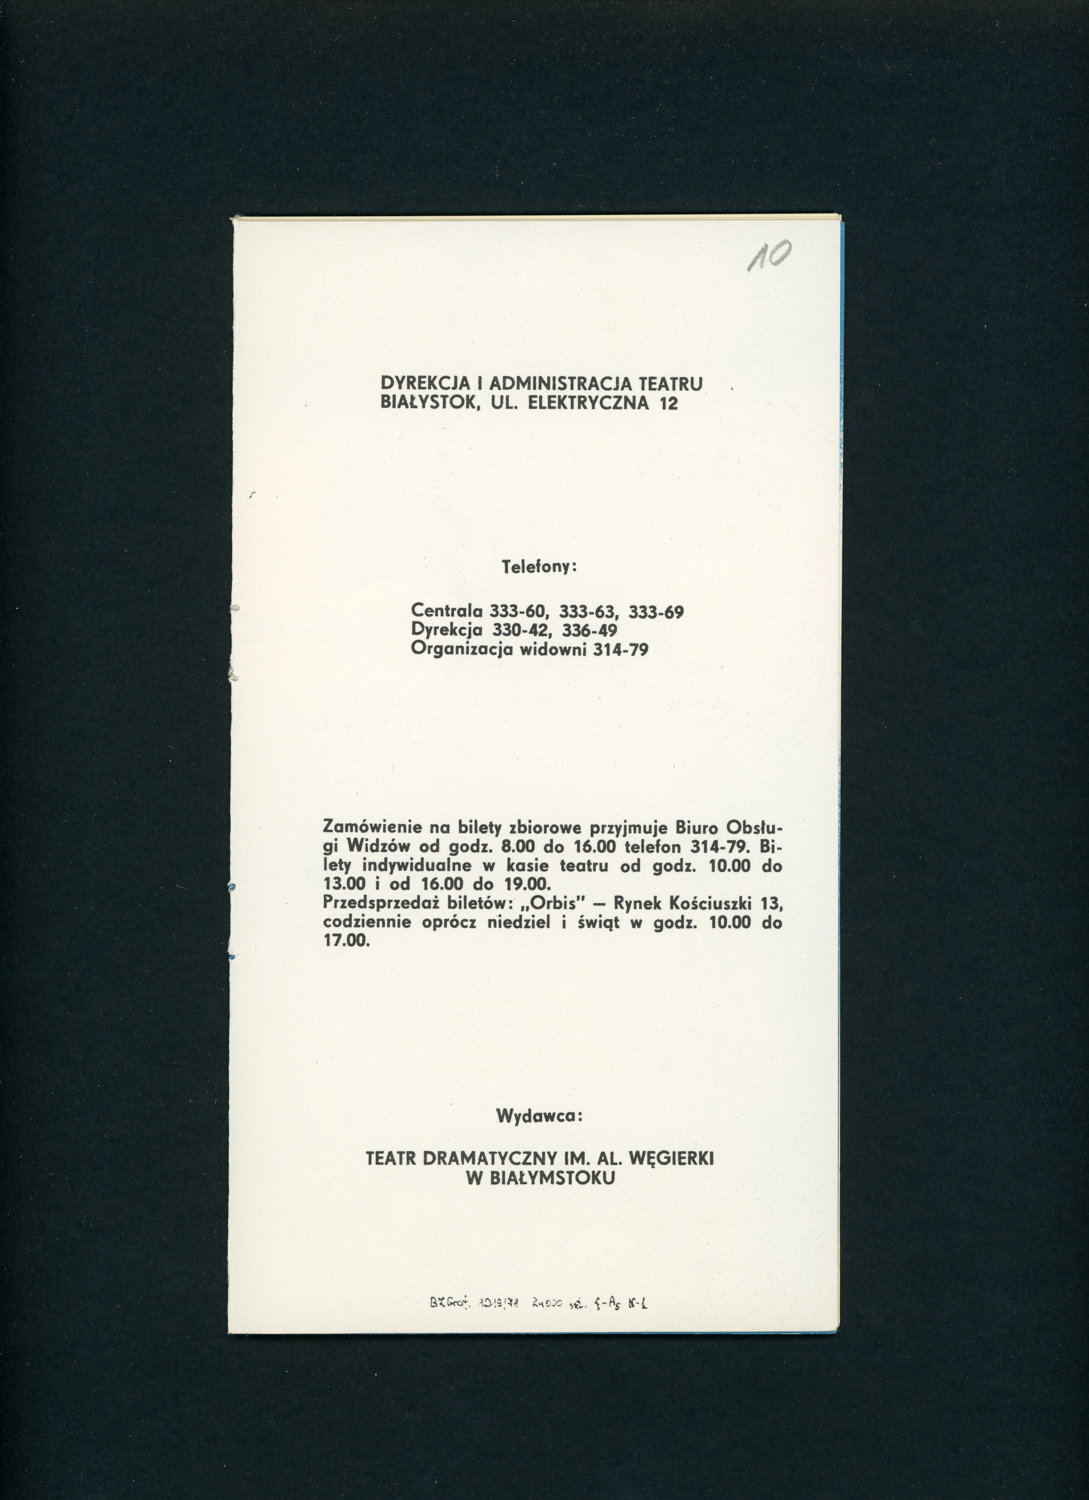 10
DYREKCJA I ADMINISTRACJA TEATRU
BIAŁYSTOK, UL. ELEKTRYCZNA 12
Telefony:
Centrala 333-60, 333-63, 333-69
Dyrekcja 330-42, 336-49
Organizacja widowni 314-79
Zamówienie na bilety zbiorowe przyjmuje Biuro Obsłu-
gi Widzów od godz. 8.00 do 16.00 telefon 314-79. Bi-
lety indywidualne w kasie teatru od godz. 10.00 do
13.00 i od 16.00 do 19.00.
Przedsprzedaż biletów: „Orbis” — Rynek Kościuszki 13,
codziennie oprócz niedziel i świąt w godz. 10.00 do
17.00.
Wydawca:
TEATR DRAMATYCZNY IM. AL. WĘGIERKI
W BIAŁYMSTOKU